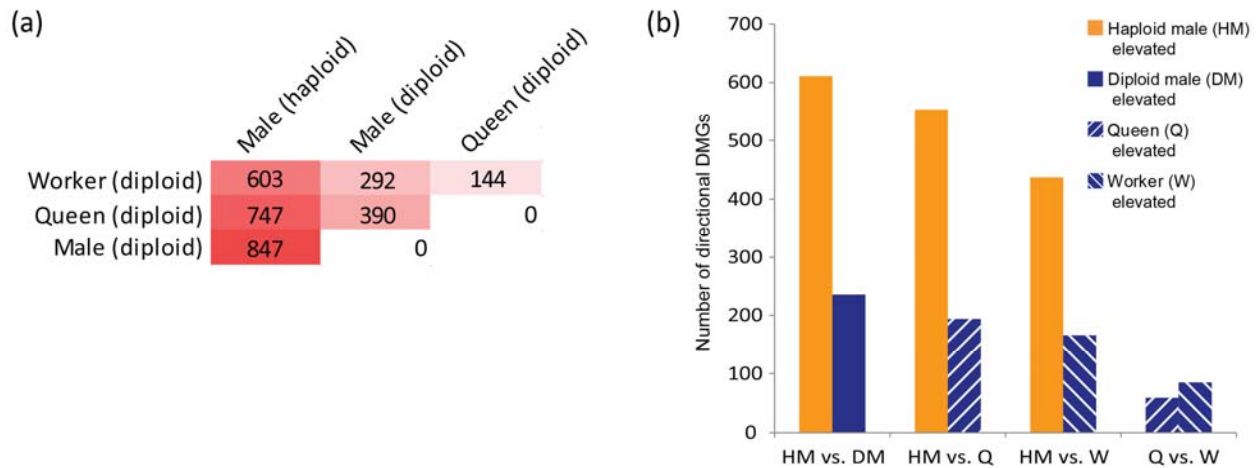 (a)
Male (haploid)
Male (diploid)
Queen (diploid)
Worker (diploid) 603 292 144
Queen (diploid) 747 390 0
Male (diploid) 847 0
(b)
Number of directional DMGs
700
600
500
400
300
200
100
0
HM vs. DM HM vs. Q HM vs. W Q vs. W
Haploid male (HM)
elevated
Diploid male (DM)
elevated
Queen (Q)
elevated
Worker (W)
elevated